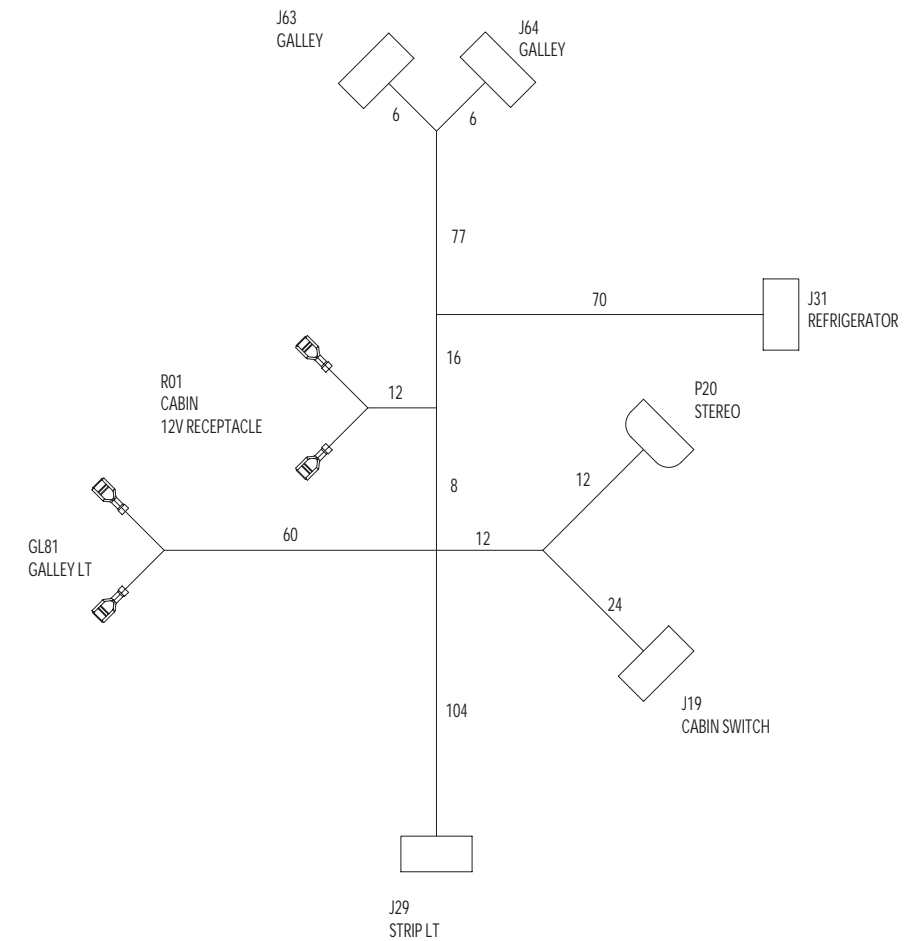 J63
GALLEY
J64
GALLEY
6
6
77
70
J31
REFRIGERATOR
16
R01
CABIN
12V RECEPTACLE
12
P20
STEREO
8
12
GL81
GALLEY LT
60
12
24
104
J19
CABIN SWITCH
J29
STRIP LT